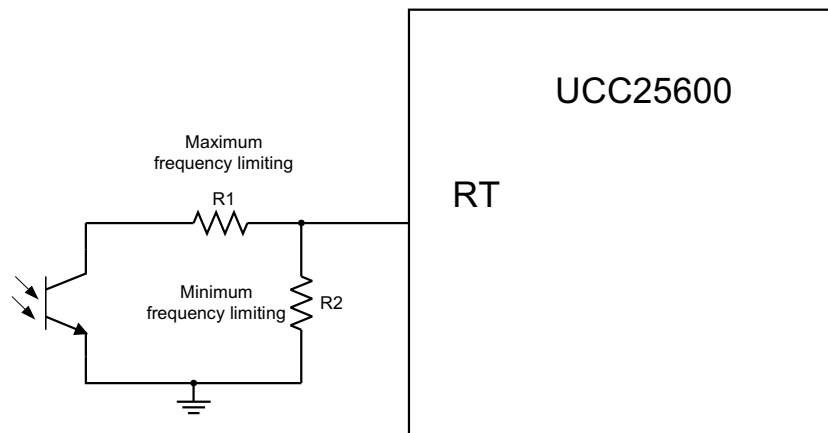 UCC25600
Maximum
frequency limiting
R1
RT
Minimum
frequency limiting
R2